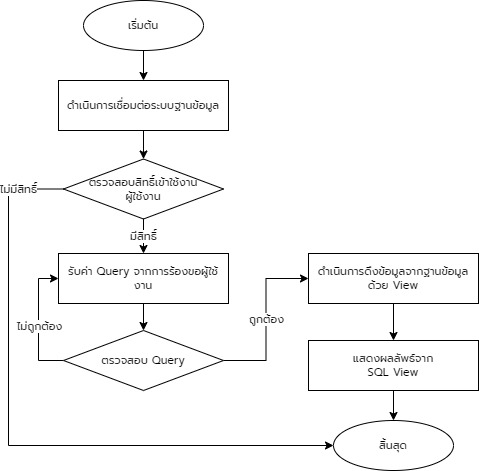 เริ่มต้น
ดำเนินการเชื่อมต่อระบบฐานข้อมูล
ไม่มีสิทธิ์
ตรวจสอบสิทธิ์เข้าใช้งาน
ผู้ใช้งาน
มีสิทธิ์
รับค่า Query จากการร้องขอผู้ใช้
งาน
ดำเนินการดึงข้อมูลจากฐานข้อมูล
ด้วย View
ไม่ถูกต้อง
ถูกต้อง
ตรวจสอบ Query
แสดงผลลัพธ์จาก
SQL View
สิ้นสุด